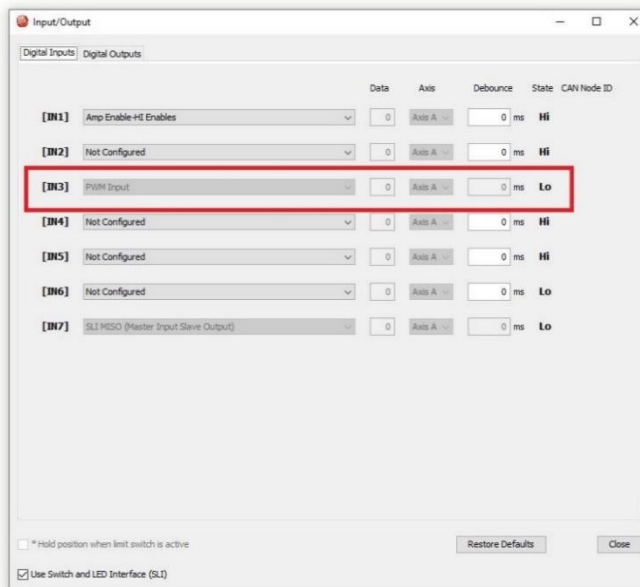 Input/Output
Digital Inputs Digital Outputs
Data Axis Debounce State CAN Node ID
[IN1] Amp Enable-HI Enables 0 Axis A 0 ms Hi
[IN2] Not Configured 0 Axis A 0 ms Hi
[IN3] PWM Input 0 Axis A 0 ms Lo
[IN4] Not Configured 0 Axis A 0 ms Hi
[IN5] Not Configured 0 Axis A 0 ms Hi
[IN6] Not Configured 0 Axis A 0 ms Lo
[IN7] SLI MISO (Master Input Slave Output) 0 Axis A 0 ms Lo
* Hold position when limit switch is active Restore Defaults Close
Use Switch and LED Interface (SLI)